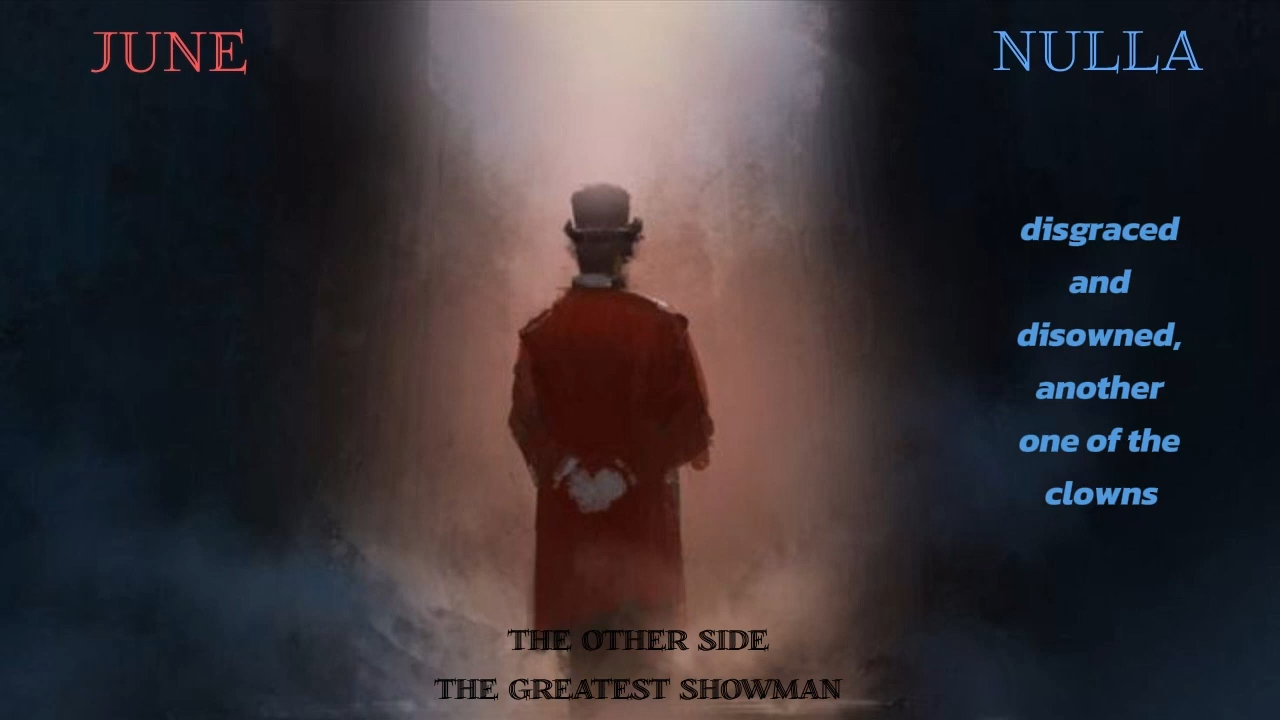 JUNE
NULLA
disgraced
and
disowned,
another
one of the
clowns
THE OTHER SIDE
THE GREATEST SHOWMAN